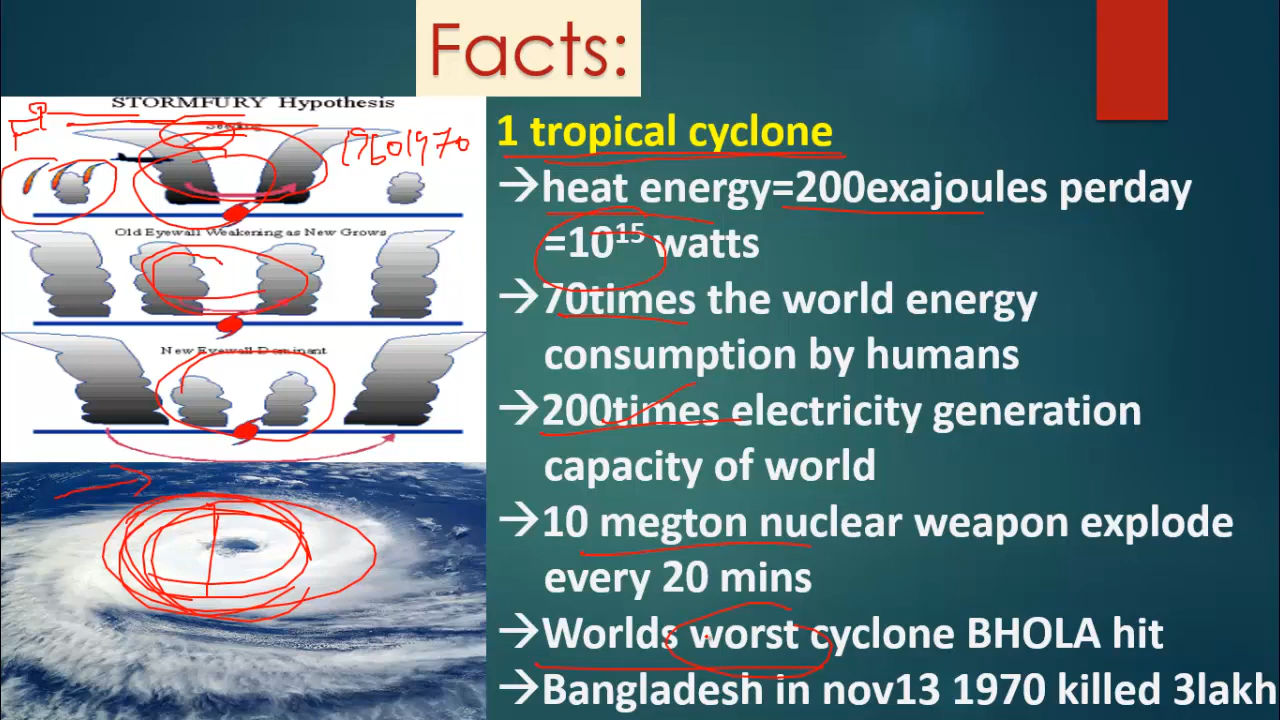 Facts:
STORMFURY Hypothesis
Seeding
19601970
Old Eyewall Weakening as New Grows
New Eyewall Dominant
1 tropical cyclone
→heat energy=200exajoules perday
=10¹⁵ watts
→70times the world energy
consumption by humans
→200times electricity generation
capacity of world
→10 megton nuclear weapon explode
every 20 mins
→Worlds worst cyclone BHOLA hit
→Bangladesh in nov13 1970 killed 3lakh